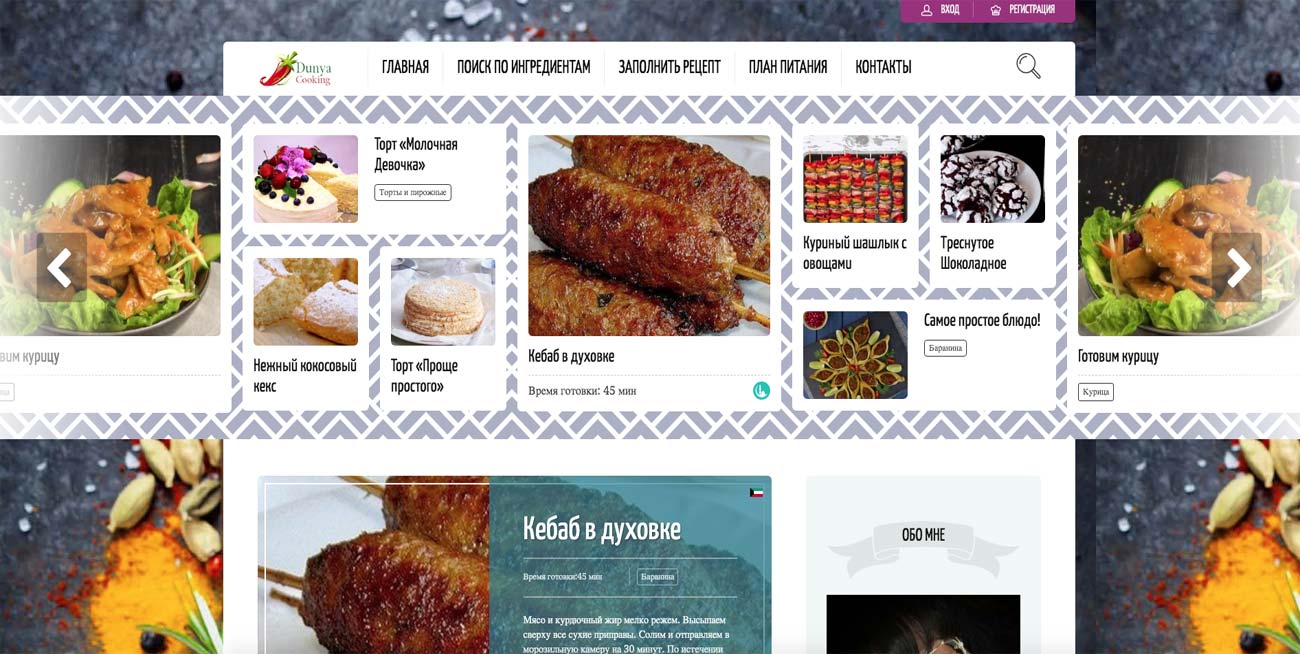 ВХОД
РЕГИСТРАЦИЯ
Dunya
Cooking
ГЛАВНАЯ
ПОИСК ПО ИНГРЕДИЕНТАМ
ЗАПОЛНИТЬ РЕЦЕПТ
ПЛАН ПИТАНИЯ
КОНТАКТЫ
вим курицу
Торт «Молочная
Девочка»
Торты и пирожные
Нежный кокосовый
кекс
Торт «Проще
простого»
Кебаб в духовке
Время готовки: 45 мин
Куриный шашлык с
овощами
Треснутое
Шоколадное
Самое простое блюдо!
Баранина
Готовим курицу
Курица
Кебаб в духовке
Время готовки:45 мин
Баранина
Мясо и курдючный жир мелко режем. Высыпаем
сверху все сухие приправы. Солим и отправляем в
морозильную камеру на 30 минут. По истечении
ОБО МНЕ